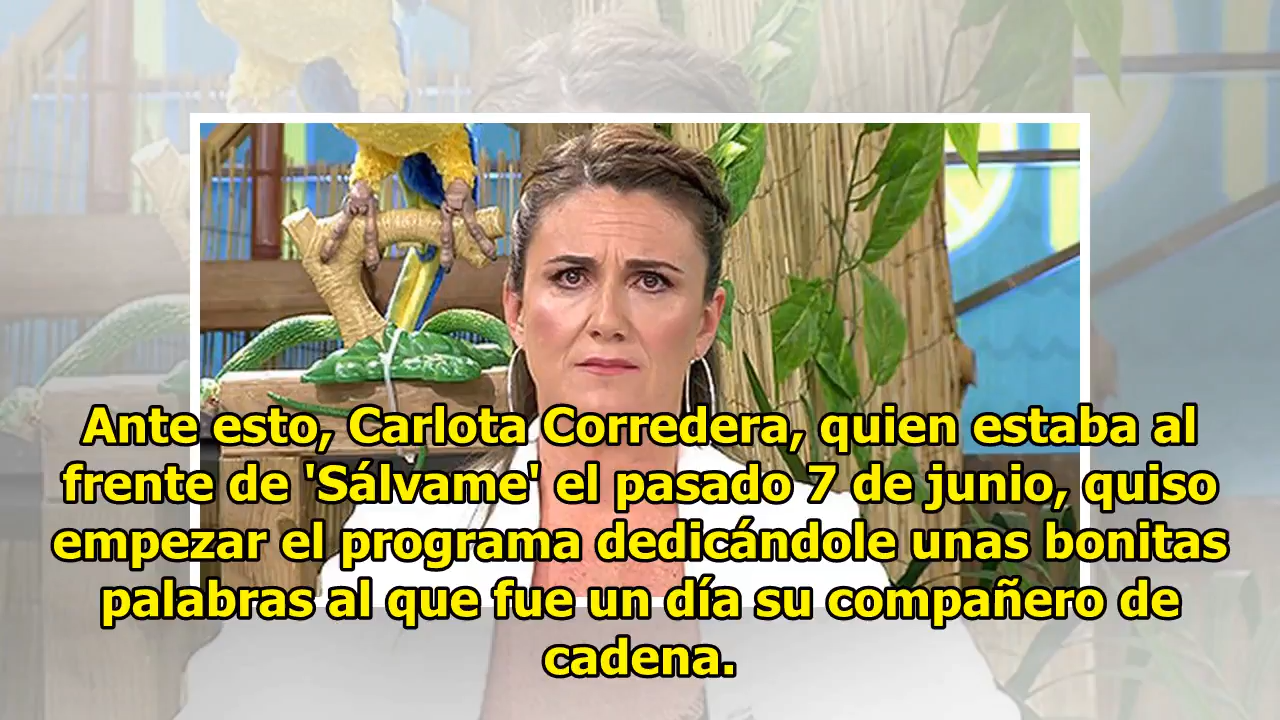 Ante esto, Carlota Corredera, quien estaba al
frente de 'Sálvame' el pasado 7 de junio, quiso
empezar el programa dedicándole unas bonitas
palabras al que fue un día su compañero de
cadena.